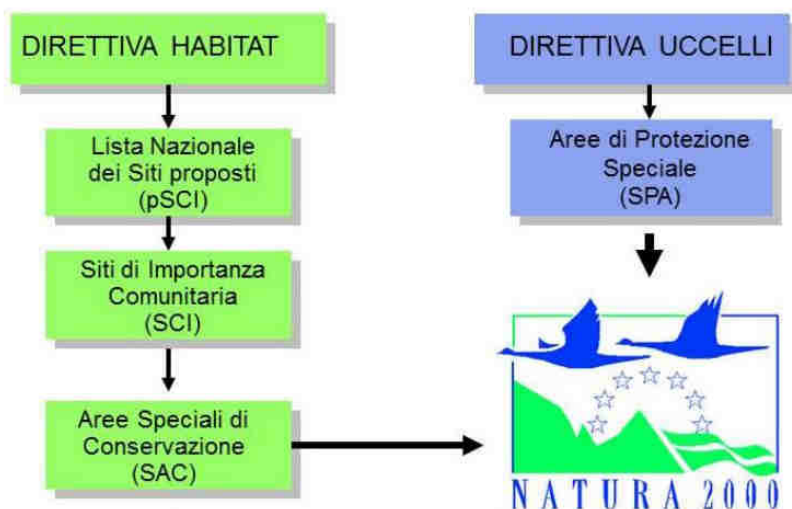 DIRETTIVA HABITAT
DIRETTIVA UCCELLI
Lista Nazionale
dei Siti proposti
(pSCI)
Aree di Protezione
Speciale
(SPA)
Siti di Importanza
Comunitaria
(SCI)
Aree Speciali di
Conservazione
(SAC)
NATURA 2000